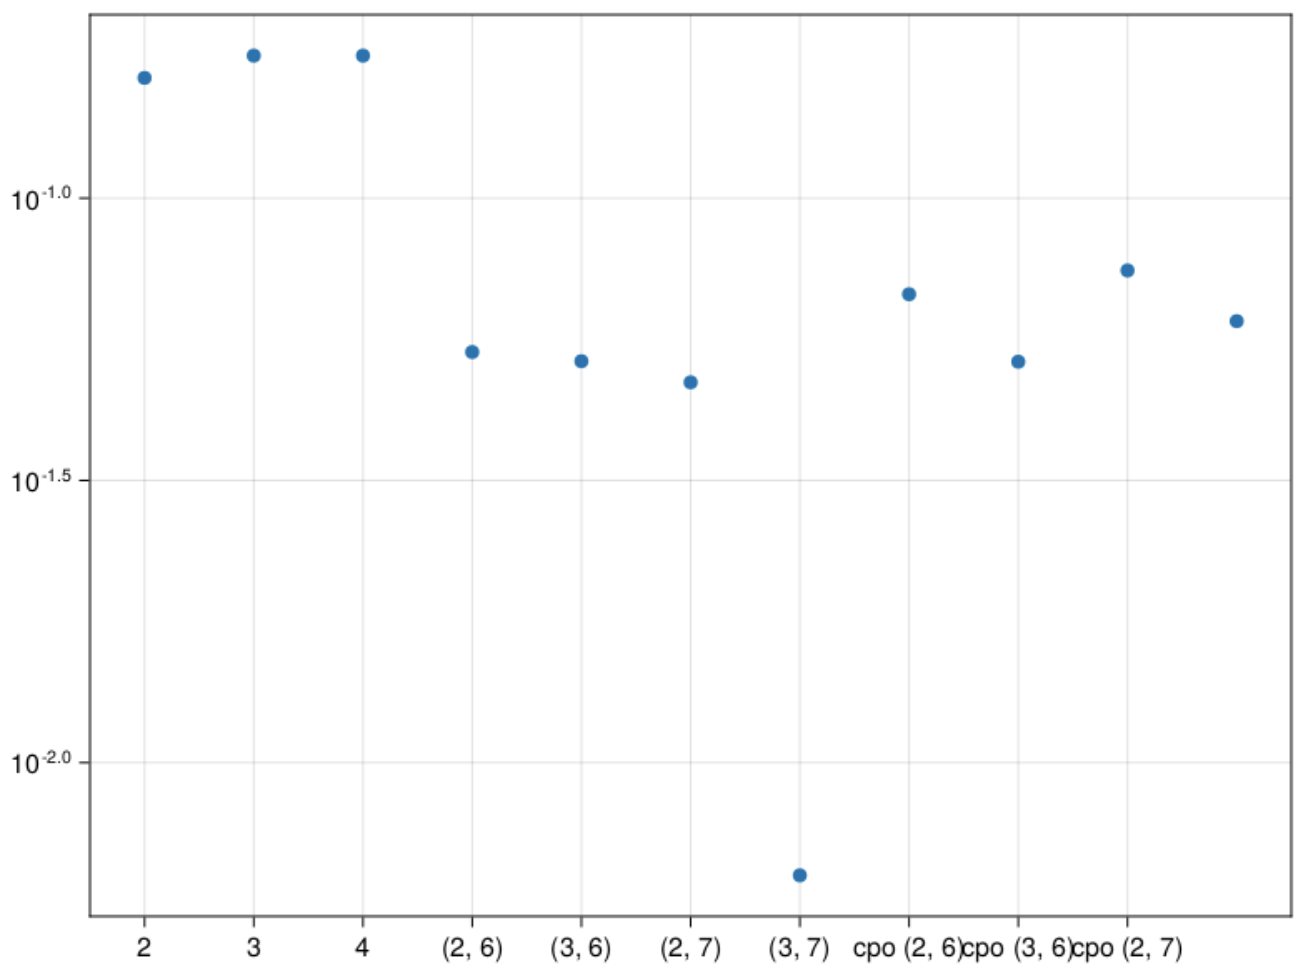 10-1.0
10-1.5
10-2.0
2 3 4 (2, 6) (3, 6) (2, 7) (3, 7) cpo (2, 6) cpo (3, 6) cpo (2, 7)